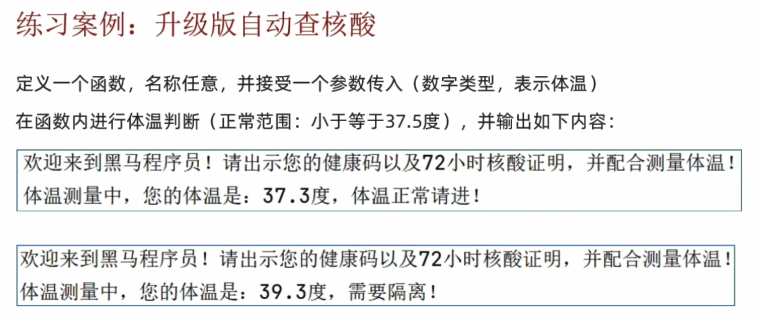 练习案例：升级版自动查核酸
定义一个函数，名称任意，并接受一个参数传入（数字类型，表示体温）
在函数内进行体温判断（正常范围：小于等于37.5度），并输出如下内容：
欢迎来到黑马程序员！请出示您的健康码以及72小时核酸证明，并配合测量体温！
体温测量中，您的体温是：37.3度，体温正常请进！
欢迎来到黑马程序员！请出示您的健康码以及72小时核酸证明，并配合测量体温！
体温测量中，您的体温是：39.3度，需要隔离！